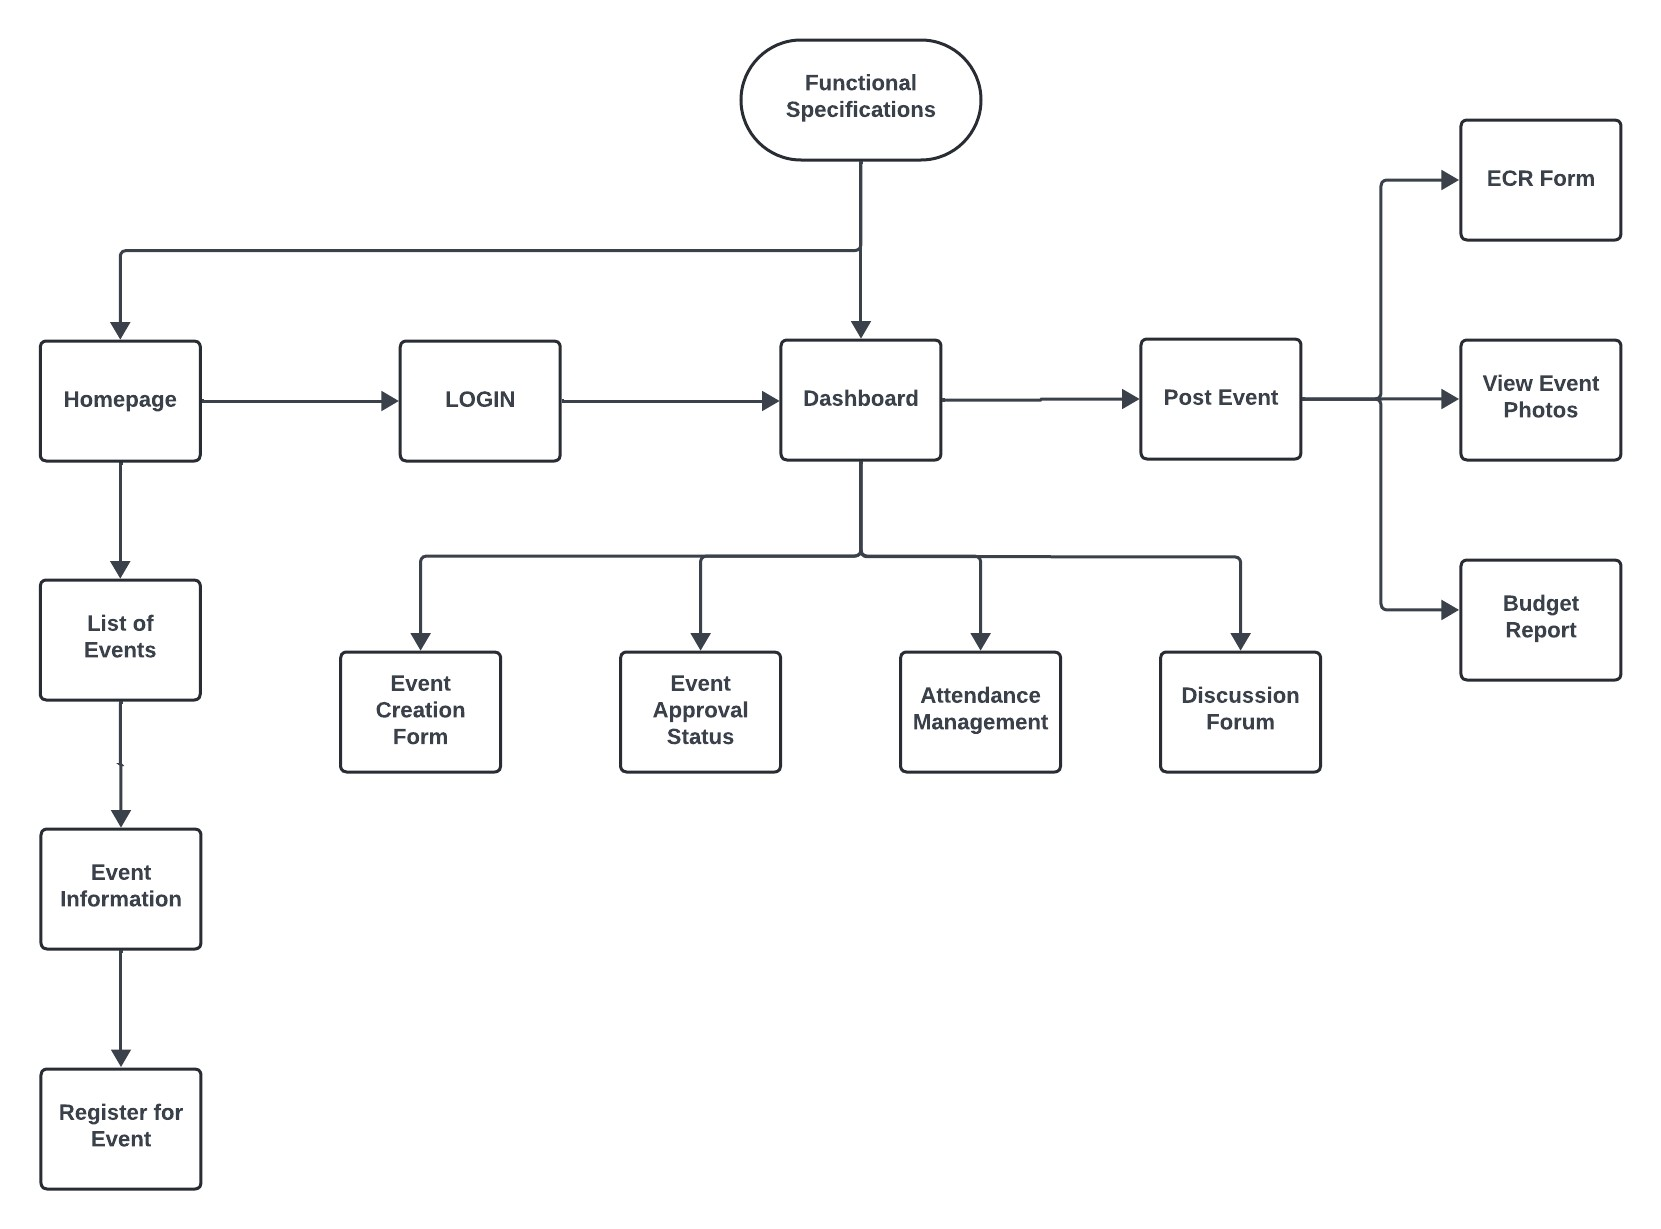 Functional
Specifications
ECR Form
Homepage
LOGIN
Dashboard
Post Event
View Event
Photos
List of
Events
Event
Creation
Form
Event
Approval
Status
Attendance
Management
Discussion
Forum
Budget
Report
Event
Information
Register for
Event